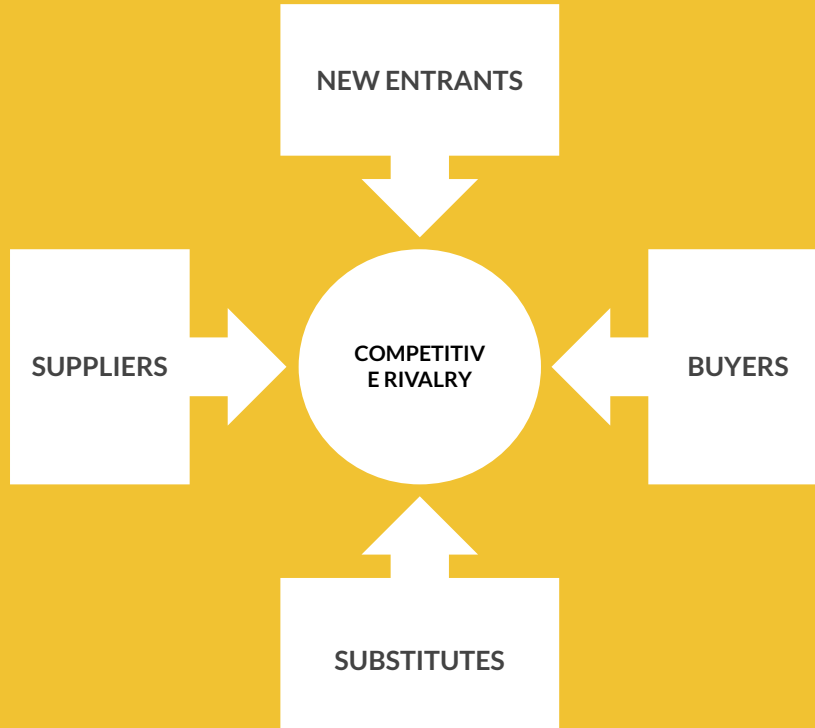 NEW ENTRANTS
SUPPLIERS
COMPETITIV
E RIVALRY
BUYERS
SUBSTITUTES